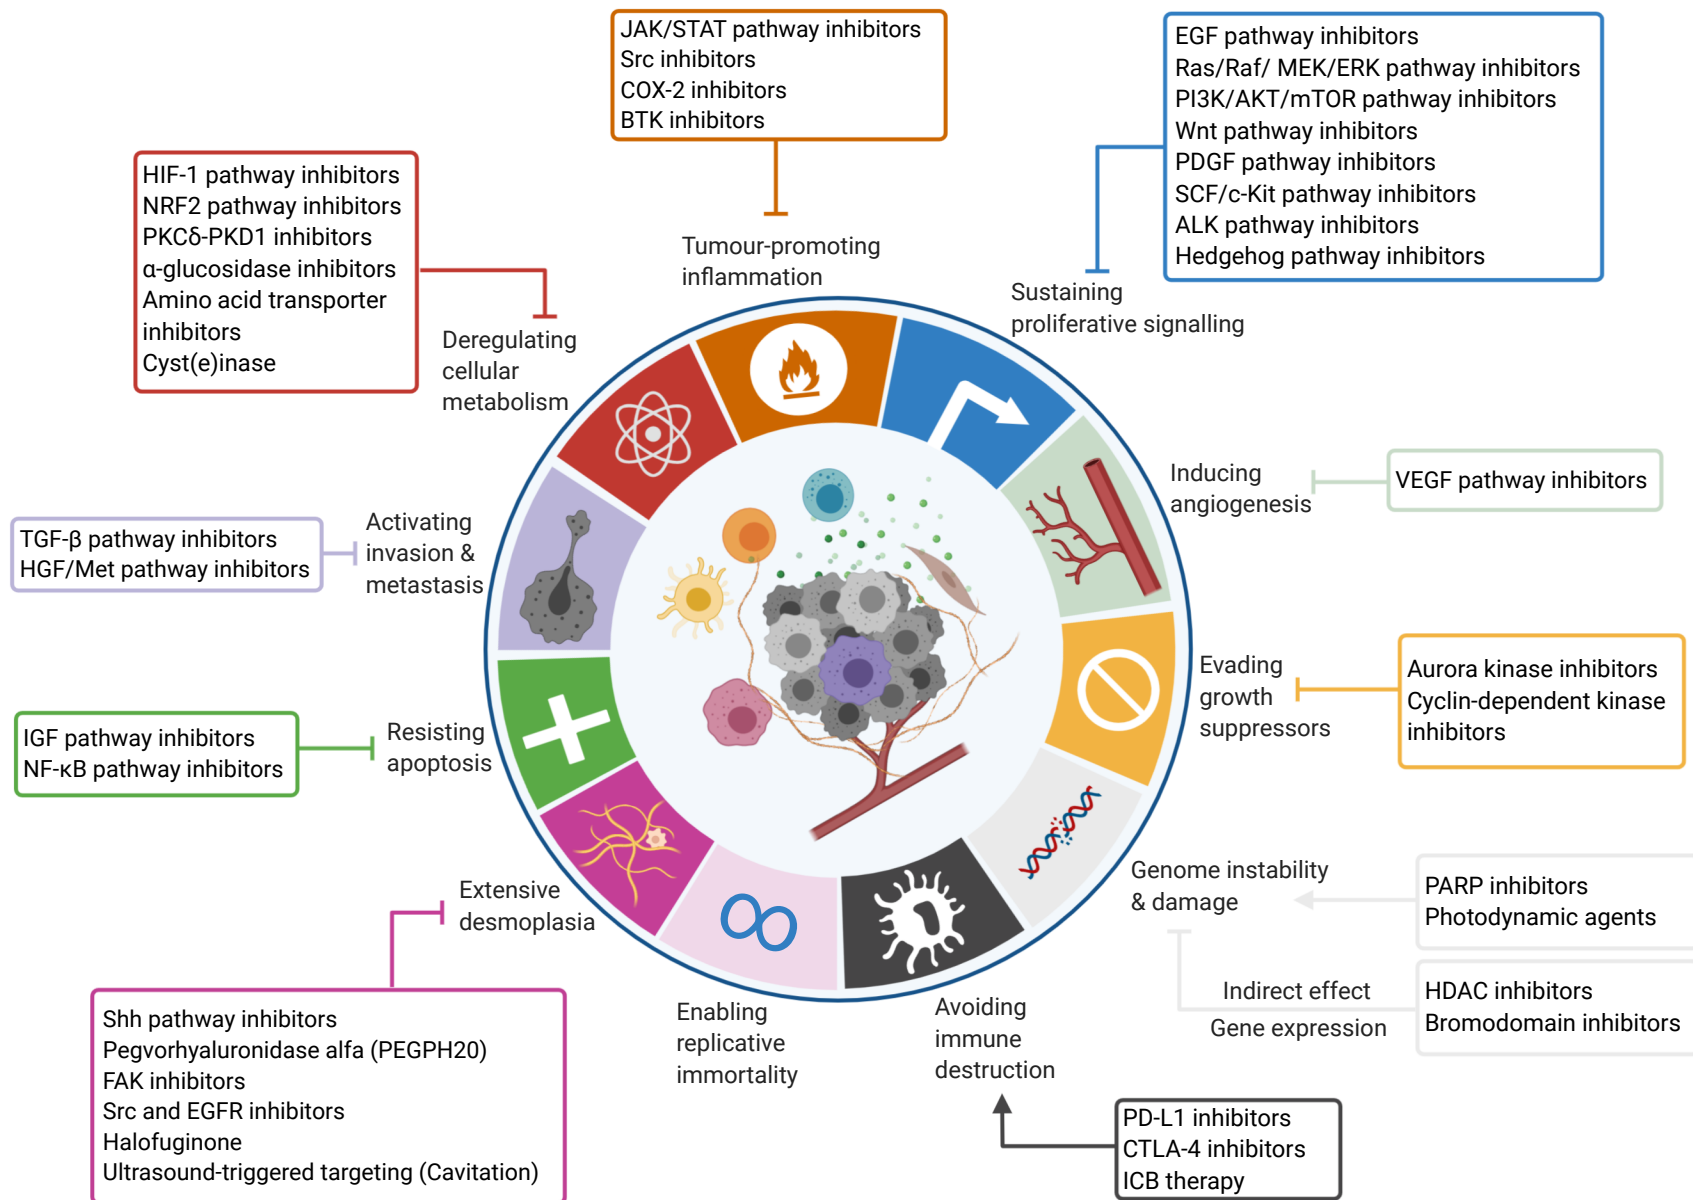 JAK/STAT pathway inhibitors
Src inhibitors
COX-2 inhibitors
BTK inhibitors
EGF pathway inhibitors
Ras/Raf/ MEK/ERK pathway inhibitors
PI3K/AKT/mTOR pathway inhibitors
Wnt pathway inhibitors
PDGF pathway inhibitors
SCF/c-Kit pathway inhibitors
ALK pathway inhibitors
Hedgehog pathway inhibitors
HIF-1 pathway inhibitors
NRF2 pathway inhibitors
PKCδ-PKD1 inhibitors
α-glucosidase inhibitors
Amino acid transporter
inhibitors
Cyst(e)inase
Tumour-promoting
inflammation
Sustaining
proliferative signalling
Deregulating
cellular
metabolism
Inducing
angiogenesis
VEGF pathway inhibitors
TGF-β pathway inhibitors
HGF/Met pathway inhibitors
Activating
invasion &
metastasis
Evading
growth
suppressors
Aurora kinase inhibitors
Cyclin-dependent kinase
inhibitors
IGF pathway inhibitors
NF-κB pathway inhibitors
Resisting
apoptosis
Genome instability
& damage
PARP inhibitors
Photodynamic agents
Extensive
desmoplasia
Indirect effect
Gene expression
HDAC inhibitors
Bromodomain inhibitors
Shh pathway inhibitors
Pegvorhyaluronidase alfa (PEGPH20)
FAK inhibitors
Src and EGFR inhibitors
Halofuginone
Ultrasound-triggered targeting (Cavitation)
Enabling
replicative
immortality
Avoiding
immune
destruction
PD-L1 inhibitors
CTLA-4 inhibitors
ICB therapy